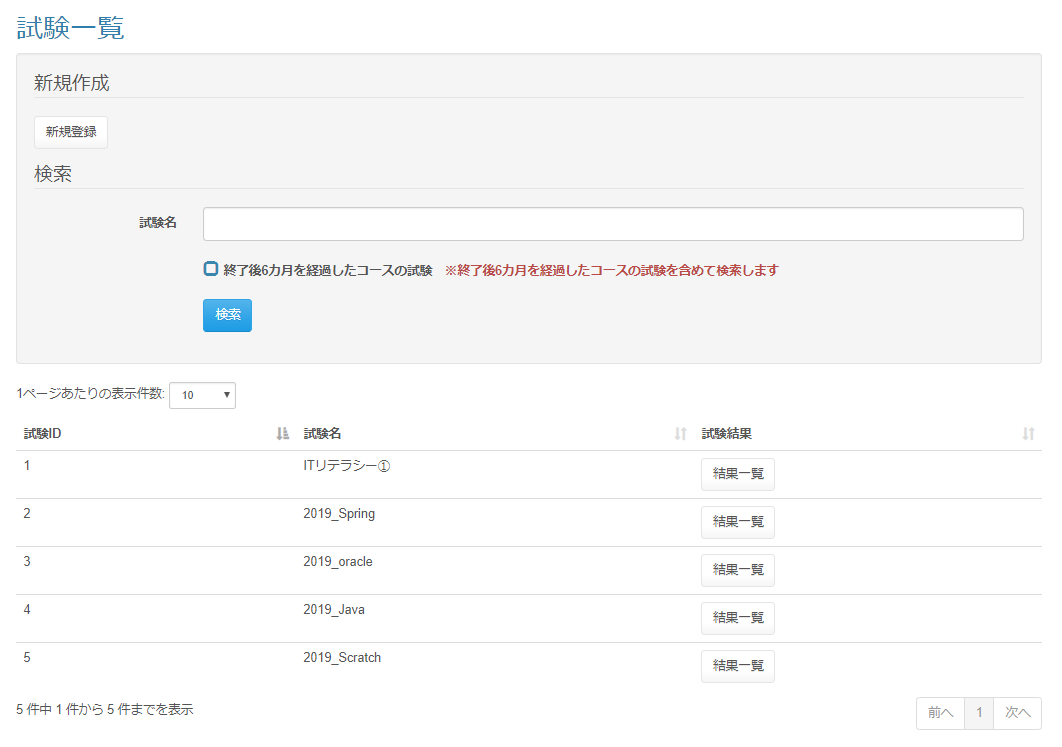 試験一覧
新規作成
新規登録
検索
試験名
終了後6カ月を経過したコースの試験 ※終了後6カ月を経過したコースの試験を含めて検索します
検索
1ページあたりの表示件数: 10
試験ID 試験名 試験結果
1 ITリテラシー① 結果一覧
2 2019_Spring 結果一覧
3 2019_oracle 結果一覧
4 2019_Java 結果一覧
5 2019_Scratch 結果一覧
5 件中 1 件から 5 件までを表示 前へ 1 次へ